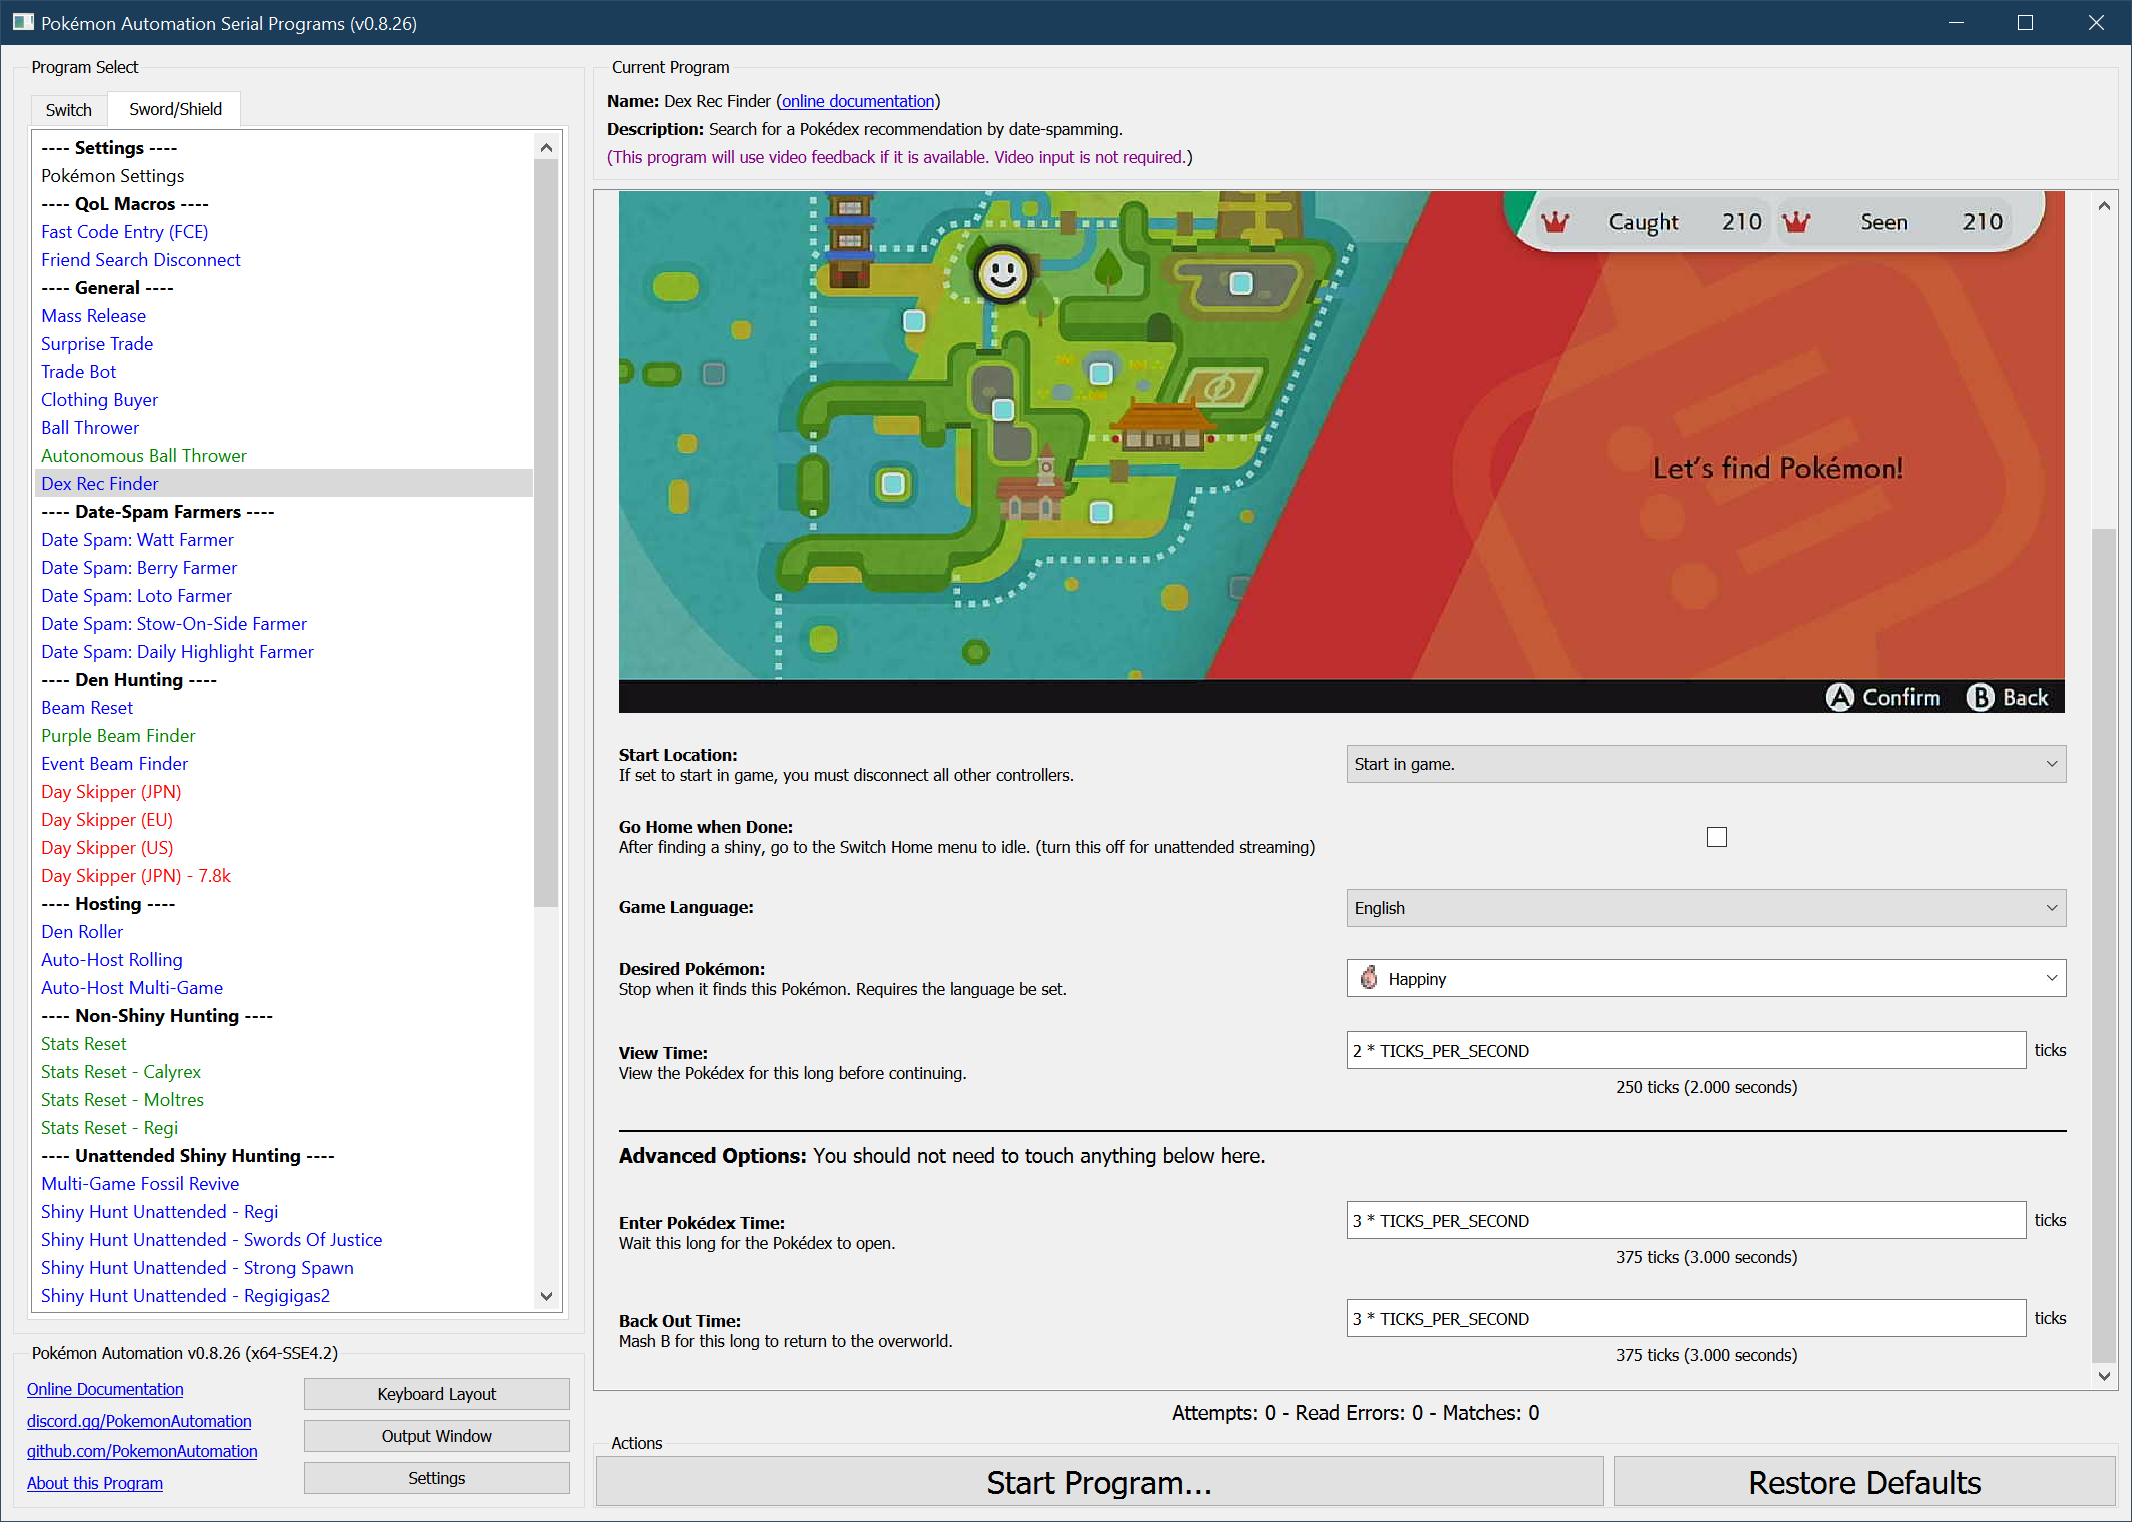 Pokémon Automation Serial Programs (v0.8.26)
Program Select
Switch
Sword/Shield
---- Settings ----
Pokémon Settings
---- QoL Macros ----
Fast Code Entry (FCE)
Friend Search Disconnect
---- General ----
Mass Release
Surprise Trade
Trade Bot
Clothing Buyer
Ball Thrower
Autonomous Ball Thrower
Dex Rec Finder
---- Date-Spam Farmers ----
Date Spam: Watt Farmer
Date Spam: Berry Farmer
Date Spam: Loto Farmer
Date Spam: Stow-On-Side Farmer
Date Spam: Daily Highlight Farmer
---- Den Hunting ----
Beam Reset
Purple Beam Finder
Event Beam Finder
Day Skipper (JPN)
Day Skipper (EU)
Day Skipper (US)
Day Skipper (JPN) - 7.8k
---- Hosting ----
Den Roller
Auto-Host Rolling
Auto-Host Multi-Game
---- Non-Shiny Hunting ----
Stats Reset
Stats Reset - Calyrex
Stats Reset - Moltres
Stats Reset - Regi
---- Unattended Shiny Hunting ----
Multi-Game Fossil Revive
Shiny Hunt Unattended - Regi
Shiny Hunt Unattended - Swords Of Justice
Shiny Hunt Unattended - Strong Spawn
Shiny Hunt Unattended - Regigigas2
Pokémon Automation v0.8.26 (x64-SSE4.2)
Online Documentation
discord.gg/PokemonAutomation
github.com/PokemonAutomation
About this Program
Keyboard Layout
Output Window
Settings
Current Program
Name: Dex Rec Finder (online documentation)
Description: Search for a Pokédex recommendation by date-spamming.
(This program will use video feedback if it is available. Video input is not required.)
Caught 210 Seen 210
Let's find Pokémon!
A Confirm B Back
Start Location:
If set to start in game, you must disconnect all other controllers.
Start in game.
Go Home when Done:
After finding a shiny, go to the Switch Home menu to idle. (turn this off for unattended streaming)
Game Language:
English
Desired Pokémon:
Stop when it finds this Pokémon. Requires the language be set.
Happiny
View Time:
View the Pokédex for this long before continuing.
2 * TICKS_PER_SECOND ticks
250 ticks (2.000 seconds)
Advanced Options: You should not need to touch anything below here.
Enter Pokédex Time:
Wait this long for the Pokédex to open.
3 * TICKS_PER_SECOND ticks
375 ticks (3.000 seconds)
Back Out Time:
Mash B for this long to return to the overworld.
3 * TICKS_PER_SECOND ticks
375 ticks (3.000 seconds)
Attempts: 0 - Read Errors: 0 - Matches: 0
Actions
Start Program...
Restore Defaults